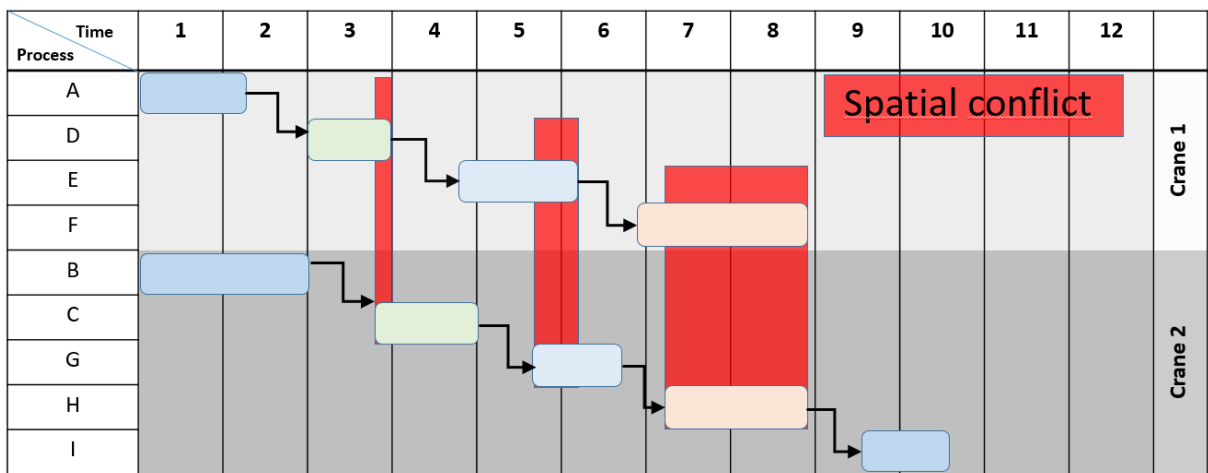 Time
Process
1 2 3 4 5 6 7 8 9 10 11 12
A
D
E
F
B
C
G
H
I
Spatial conflict
Crane 1
Crane 2